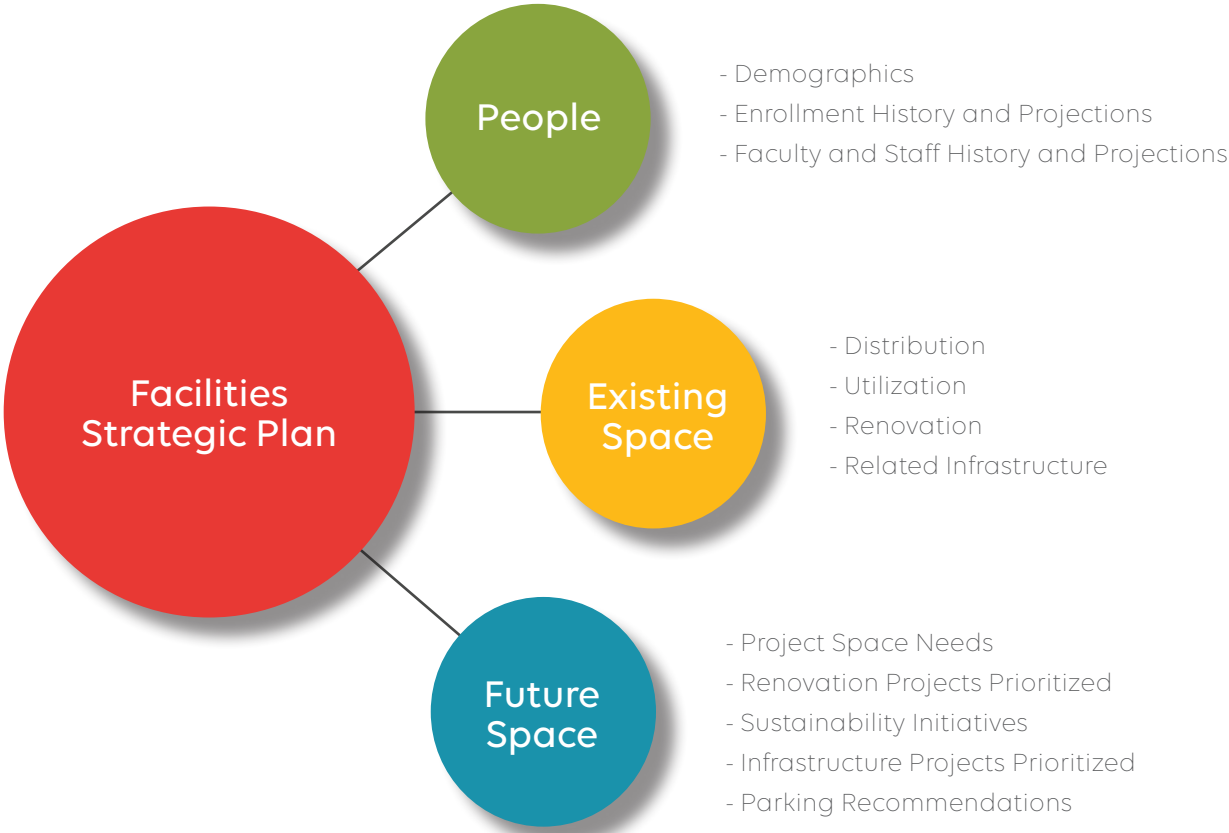 People
- Demographics
- Enrollment History and Projections
- Faculty and Staff History and Projections
Facilities
Strategic Plan
Existing
Space
- Distribution
- Utilization
- Renovation
- Related Infrastructure
Future
Space
- Project Space Needs
- Renovation Projects Prioritized
- Sustainability Initiatives
- Infrastructure Projects Prioritized
- Parking Recommendations